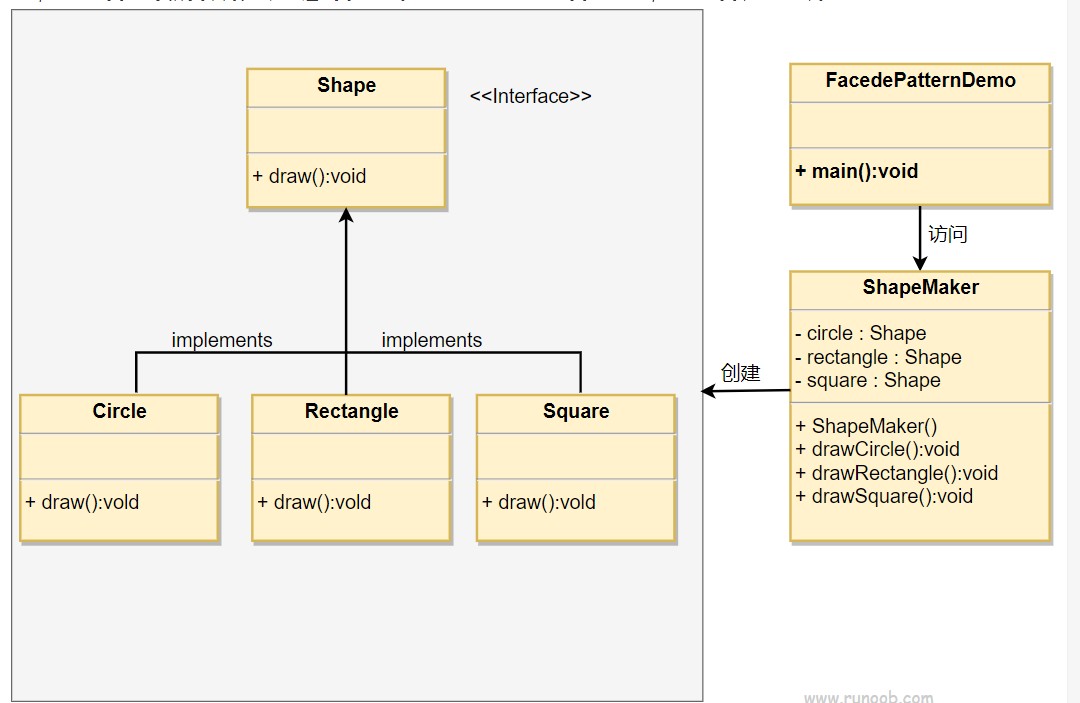 Shape
<<Interface>>
+ draw():void
implements
implements
Circle
+ draw():vold
Rectangle
+ draw():vold
Square
+ draw():vold
FacedePatternDemo
+ main():void
访问
ShapeMaker
- circle : Shape
- rectangle : Shape
- square : Shape
创建
+ ShapeMaker()
+ drawCircle():void
+ drawRectangle():void
+ drawSquare():void
www.runoob.com